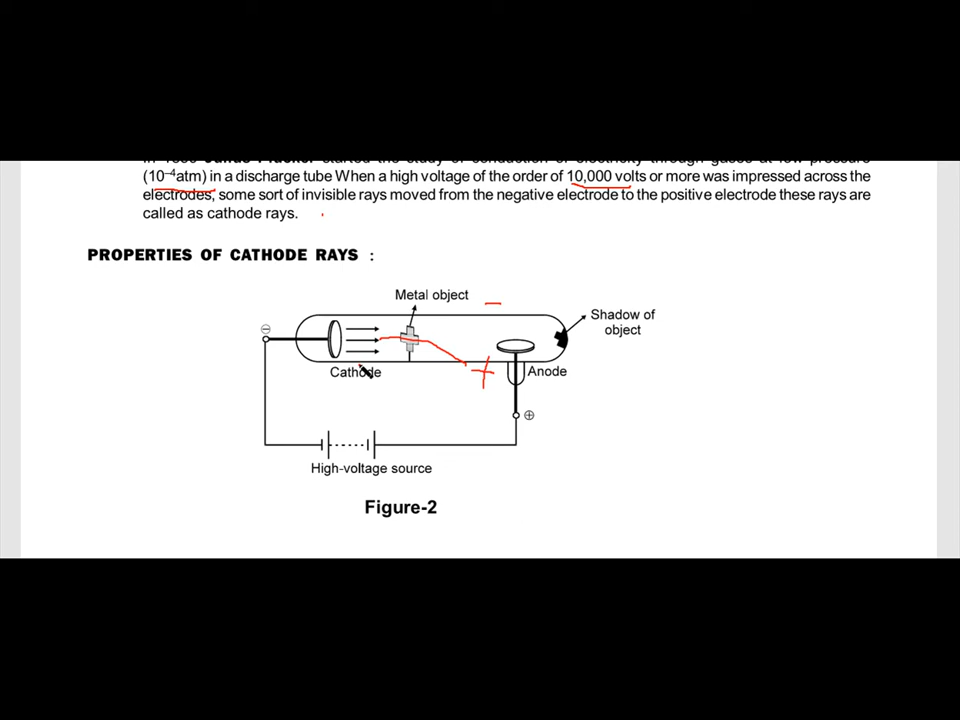 (10⁻⁴atm) in a discharge tube When a high voltage of the order of 10,000 volts or more was impressed across the
electrodes, some sort of invisible rays moved from the negative electrode to the positive electrode these rays are
called as cathode rays.
PROPERTIES OF CATHODE RAYS :
Metal object
−
Shadow of
object
⊖
Cathode
+
Anode
⊕
High-voltage source
Figure-2